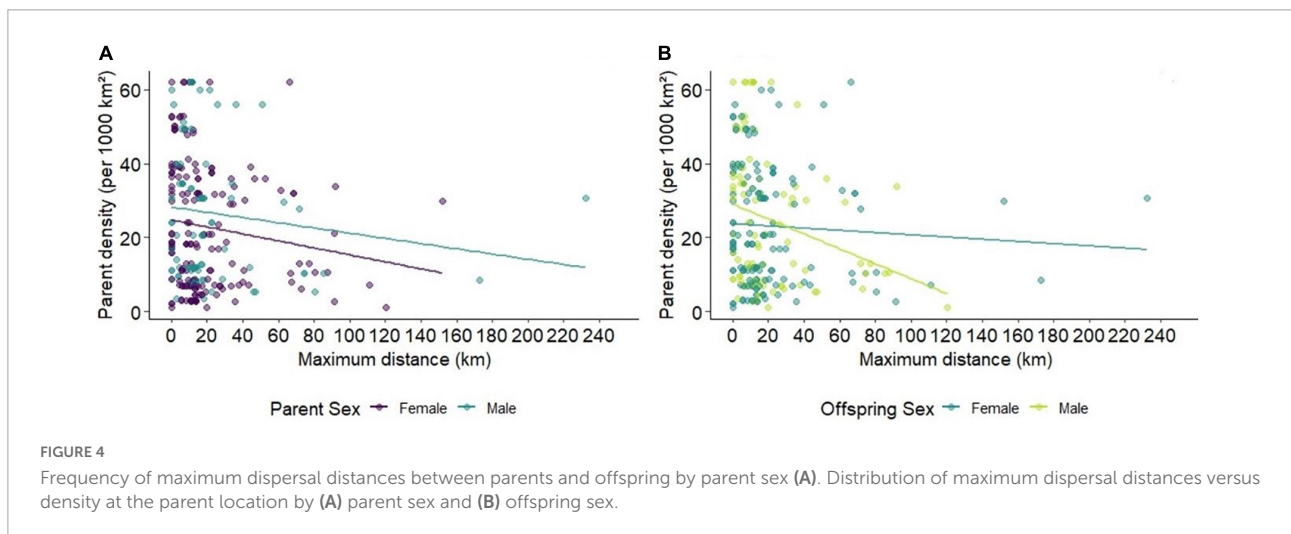 A
B
Parent density (per 1000 km²)
60
40
20
0
0 20 40 60 80 100 120 140 160 180 200 220 240
Maximum distance (km)
Parent Sex Female Male
Parent density (per 1000 km²)
60
40
20
0
0 20 40 60 80 100 120 140 160 180 200 220 240
Maximum distance (km)
Offspring Sex Female Male
FIGURE 4
Frequency of maximum dispersal distances between parents and offspring by parent sex (A). Distribution of maximum dispersal distances versus
density at the parent location by (A) parent sex and (B) offspring sex.